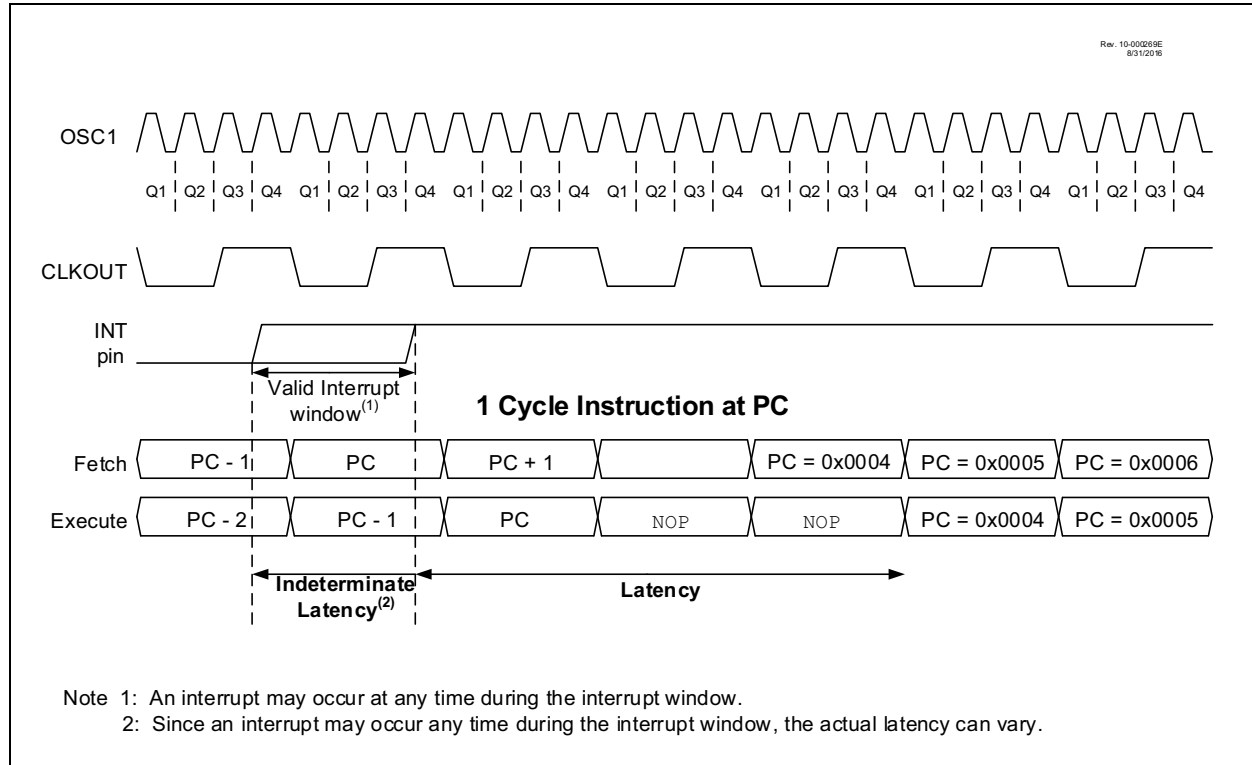 Rev. 10-000269E
8/31/2016
OSC1
Q1 Q2 Q3 Q4 Q1 Q2 Q3 Q4 Q1 Q2 Q3 Q4 Q1 Q2 Q3 Q4 Q1 Q2 Q3 Q4 Q1 Q2 Q3 Q4 Q1 Q2 Q3 Q4
CLKOUT
INT
pin
Valid Interrupt
window(1)
1 Cycle Instruction at PC
Fetch PC - 1 PC PC + 1 PC = 0x0004 PC = 0x0005 PC = 0x0006
Execute PC - 2 PC - 1 PC NOP NOP PC = 0x0004 PC = 0x0005
Indeterminate
Latency(2)
Latency
Note 1: An interrupt may occur at any time during the interrupt window.
2: Since an interrupt may occur any time during the interrupt window, the actual latency can vary.